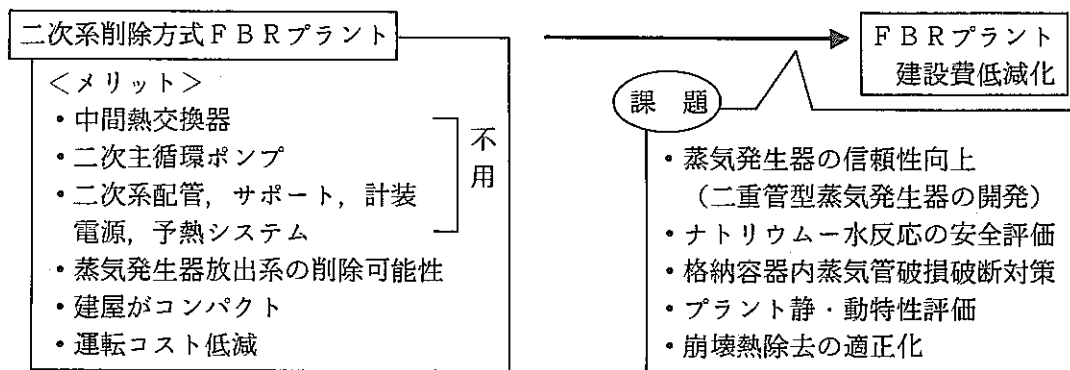 二次系削除方式FBRプラント
<メリット>
・中間熱交換器
・二次主循環ポンプ
・二次系配管，サポート，計装
電源，予熱システム
不用
・蒸気発生器放出系の削除可能性
・建屋がコンパクト
・運転コスト低減
FBRプラント
建設費低減化
課 題
・蒸気発生器の信頼性向上
（二重管型蒸気発生器の開発）
・ナトリウム－水反応の安全評価
・格納容器内蒸気管破損破断対策
・プラント静・動特性評価
・崩壊熱除去の適正化